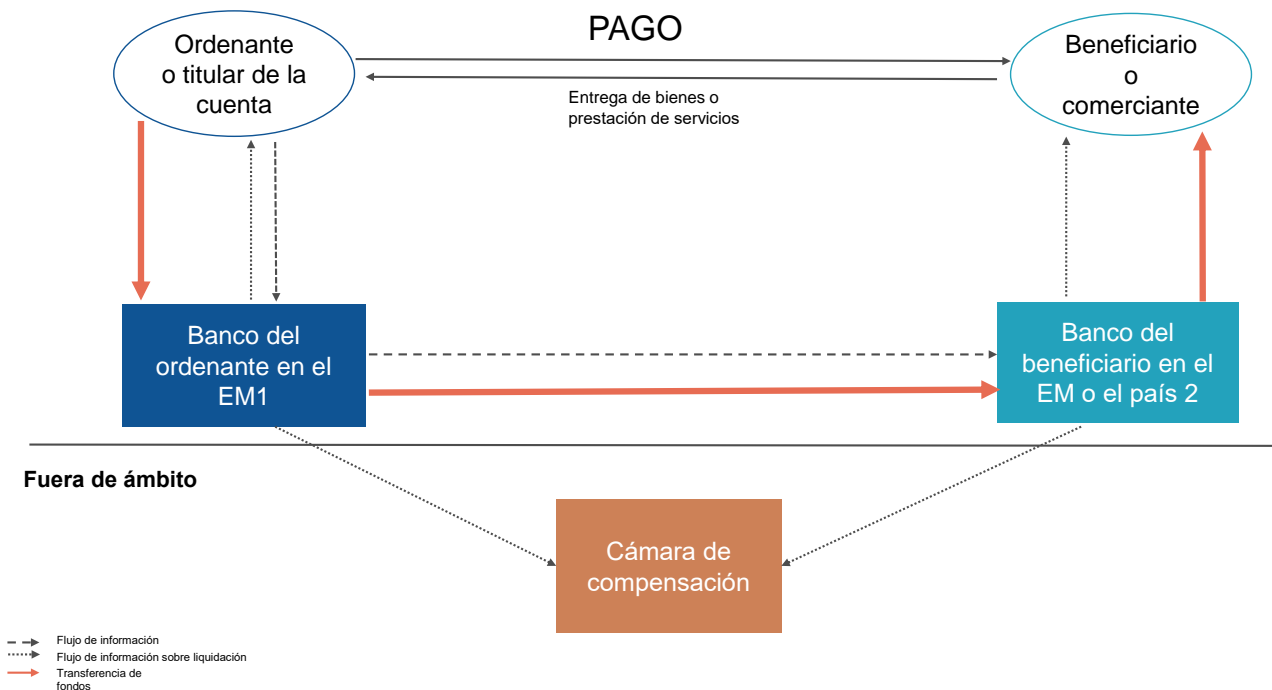 PAGO
Ordenante
o titular de la
cuenta
Beneficiario
o
comerciante
Entrega de bienes o
prestación de servicios
Banco del
ordenante en el
EM1
Banco del
beneficiario en el
EM o el país 2
Fuera de ámbito
Cámara de
compensación
Flujo de información
Flujo de información sobre liquidación
Transferencia de
fondos